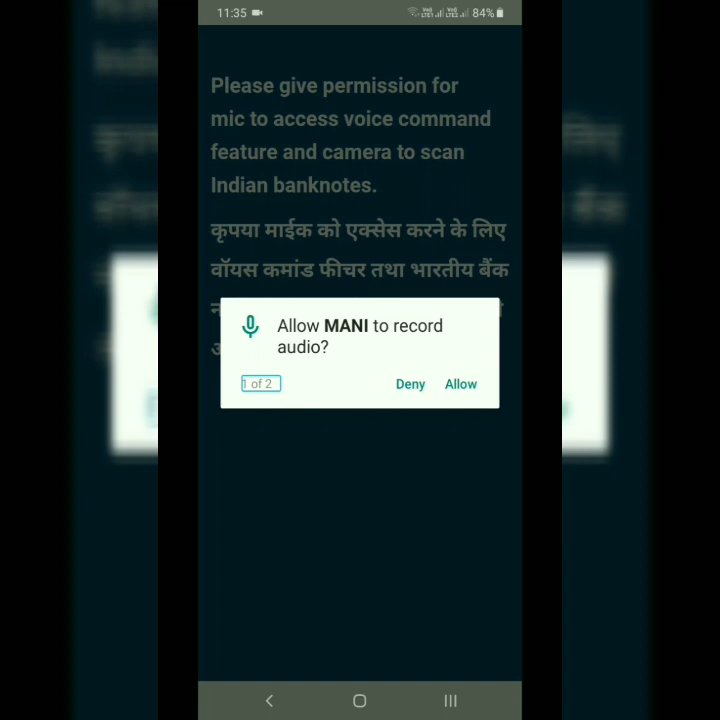 11:35
84%
Please give permission for
mic to access voice command
feature and camera to scan
Indian banknotes.
कृपया माईक को एक्सेस करने के लिए
वॉयस कमांड फीचर तथा भारतीय बैंक
Allow MANI to record
audio?
1 of 2
Deny Allow